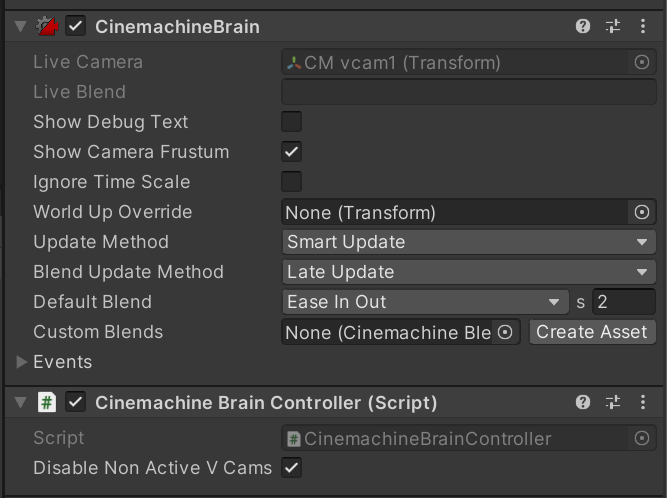 CinemachineBrain
Live Camera CM vcam1 (Transform)
Live Blend
Show Debug Text
Show Camera Frustum
Ignore Time Scale
World Up Override None (Transform)
Update Method Smart Update
Blend Update Method Late Update
Default Blend Ease In Out s 2
Custom Blends None (Cinemachine Ble Create Asset
Events
# Cinemachine Brain Controller (Script)
Script # CinemachineBrainController
Disable Non Active V Cams